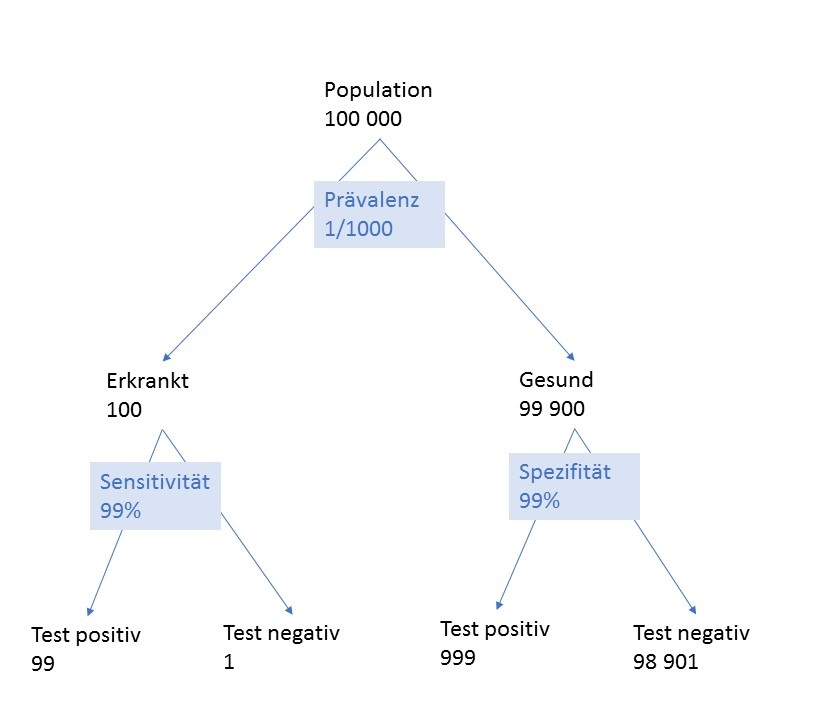 Population
100 000
Prävalenz
1/1000
Erkrankt
100
Gesund
99 900
Sensitivität
99%
Spezifität
99%
Test positiv
99
Test negativ
1
Test positiv
999
Test negativ
98 901